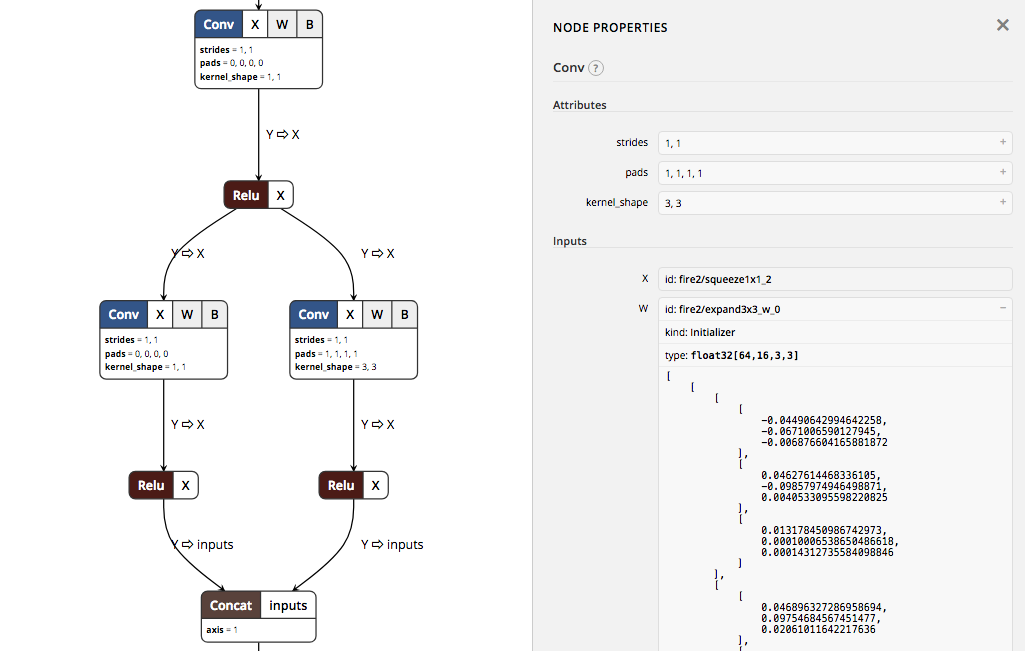 Conv X W B
strides = 1, 1
pads = 0, 0, 0, 0
kernel_shape = 1, 1
Y ⇨ X
Relu X
Y ⇨ X
Y ⇨ X
Conv X W B
strides = 1, 1
pads = 0, 0, 0, 0
kernel_shape = 1, 1
Conv X W B
strides = 1, 1
pads = 1, 1, 1, 1
kernel_shape = 3, 3
Y ⇨ X
Y ⇨ X
Relu X
Relu X
Y ⇨ inputs
Y ⇨ inputs
Concat inputs
axis = 1
NODE PROPERTIES ×
Conv ?
Attributes
strides 1, 1 +
pads 1, 1, 1, 1 +
kernel_shape 3, 3 +
Inputs
X id: fire2/squeeze1x1_2
W id: fire2/expand3x3_w_0 −
kind: Initializer
type: float32[64,16,3,3]
[
[
[
[
-0.04490642994642258,
-0.0671006590127945,
-0.006876604165881872
],
[
0.04627614468336105,
-0.09857974946498871,
0.0040533095598220825
],
[
0.013178450986742973,
0.00010006538650486618,
0.00014312735584098846
]
],
[
[
0.046896327286958694,
0.09754684567451477,
0.02061011642217636
],
[